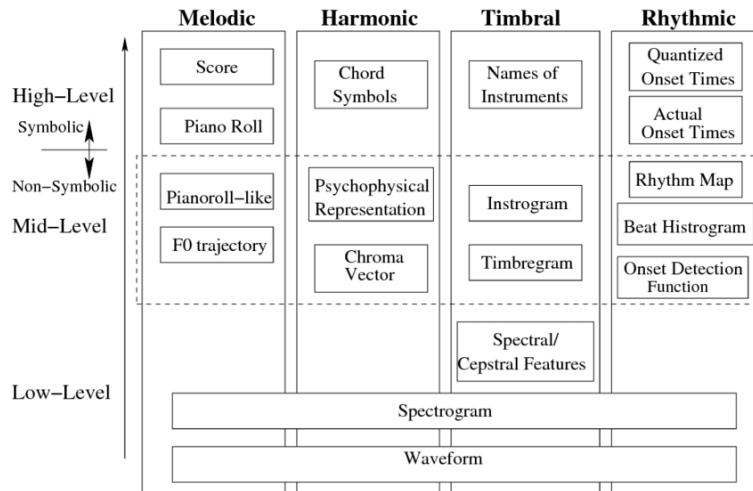 Melodic
Harmonic
Timbral
Rhythmic
High-Level
Symbolic
Non-Symbolic
Mid-Level
Low-Level
Score
Piano Roll
Pianoroll-like
F0 trajectory
Chord
Symbols
Psychophysical
Representation
Chroma
Vector
Names of
Instruments
Instrogram
Timbregram
Spectral/
Cepstral Features
Quantized
Onset Times
Actual
Onset Times
Rhythm Map
Beat Histrogram
Onset Detection
Function
Spectrogram
Waveform